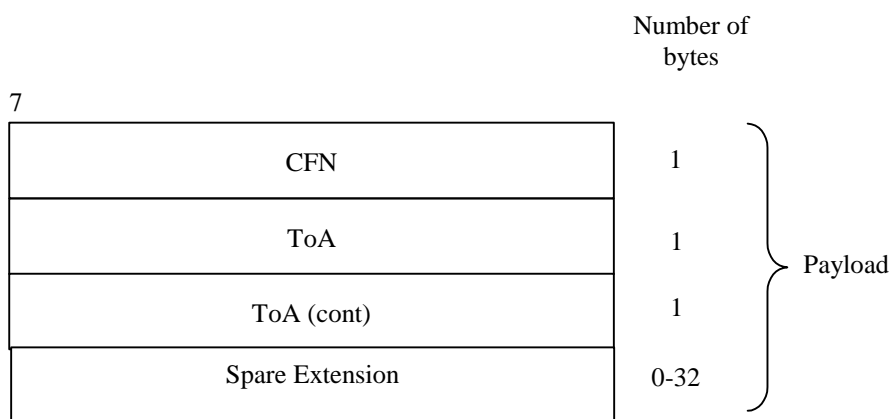 Number of
bytes
7
CFN
1
ToA
1
Payload
ToA (cont)
1
Spare Extension
0-32